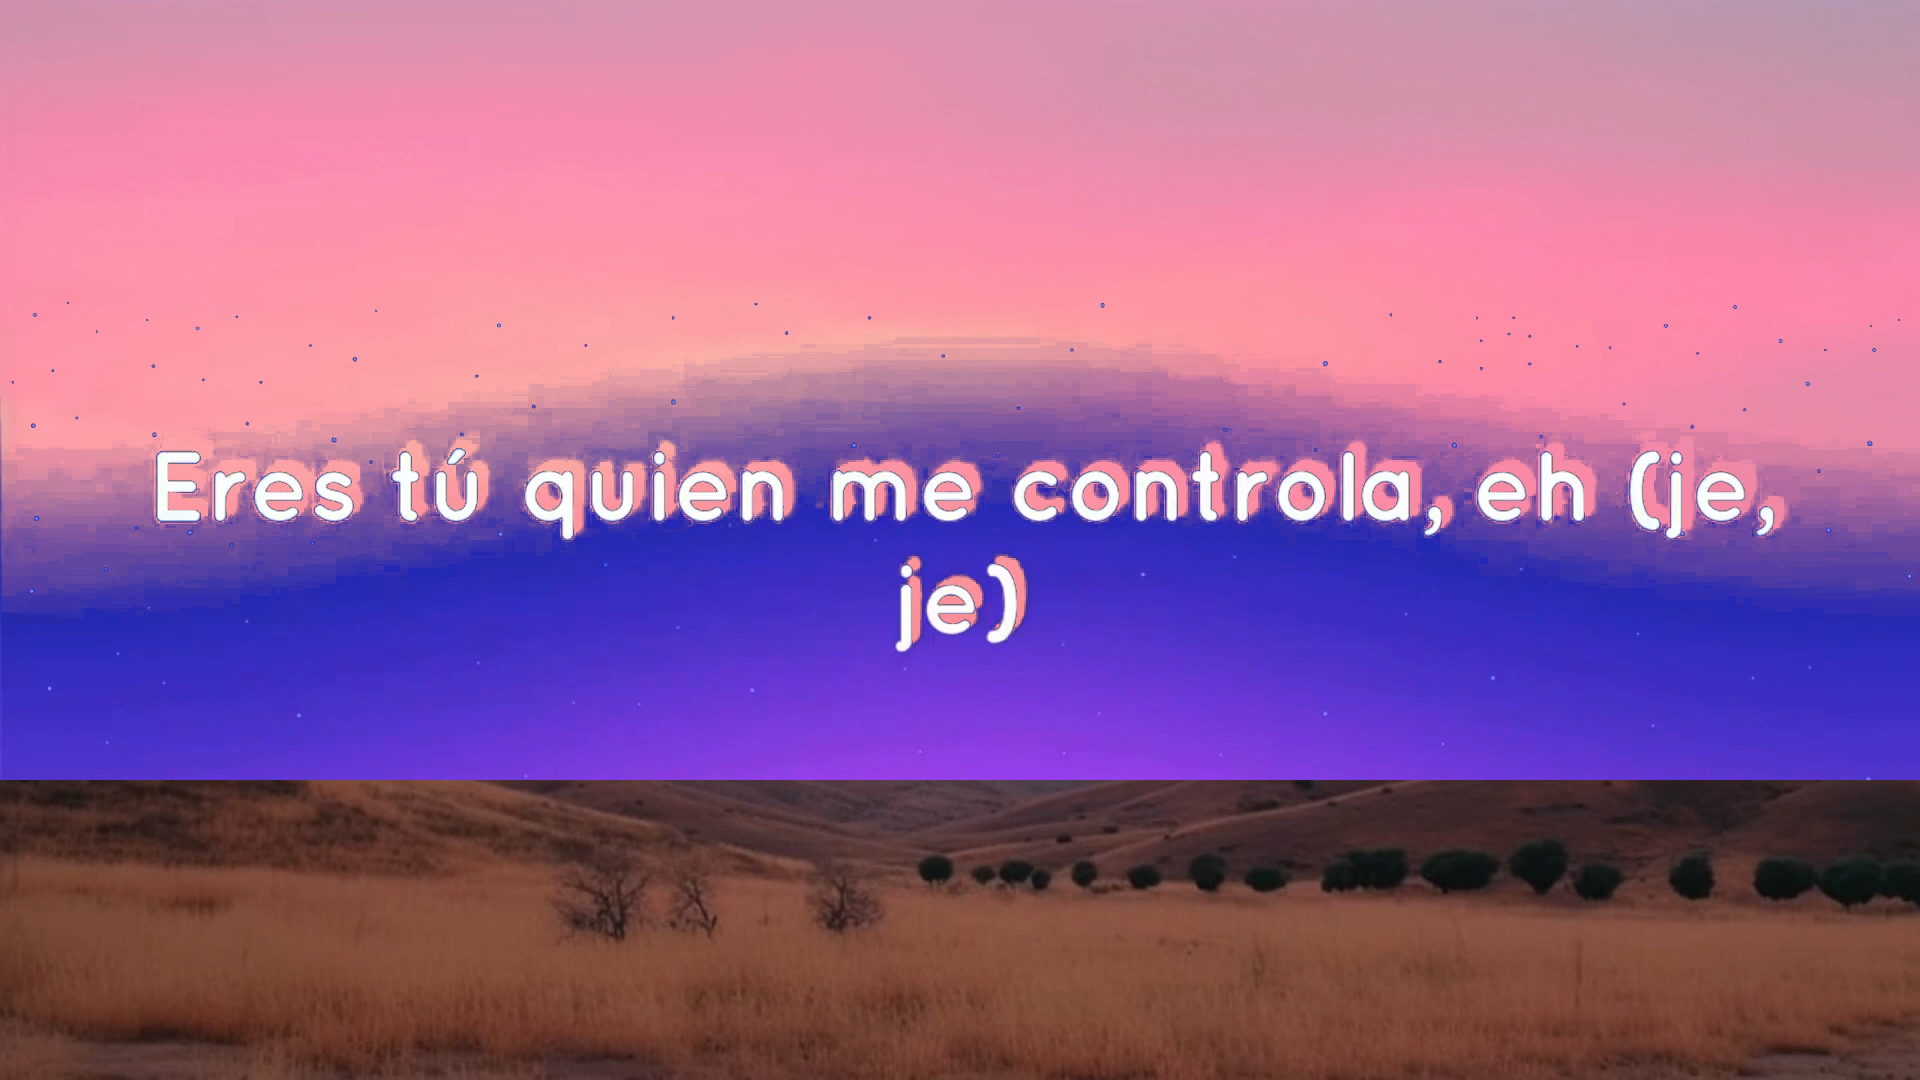 Eres tú quien me controla, eh (je,
je)